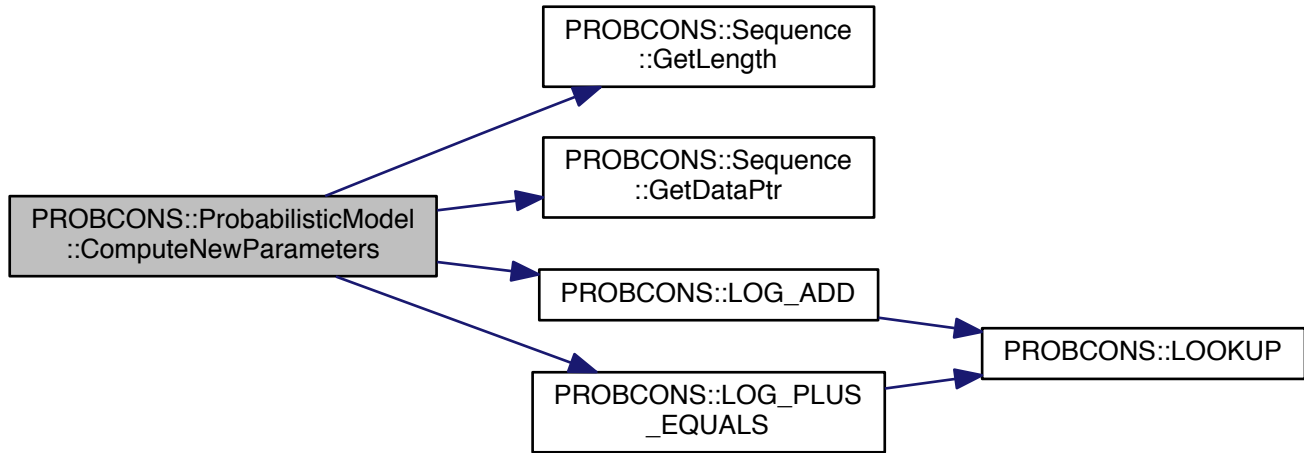 PROBCONS::Sequence
::GetLength
PROBCONS::Sequence
::GetDataPtr
PROBCONS::ProbabilisticModel
::ComputeNewParameters
PROBCONS::LOG_ADD
PROBCONS::LOOKUP
PROBCONS::LOG_PLUS
_EQUALS